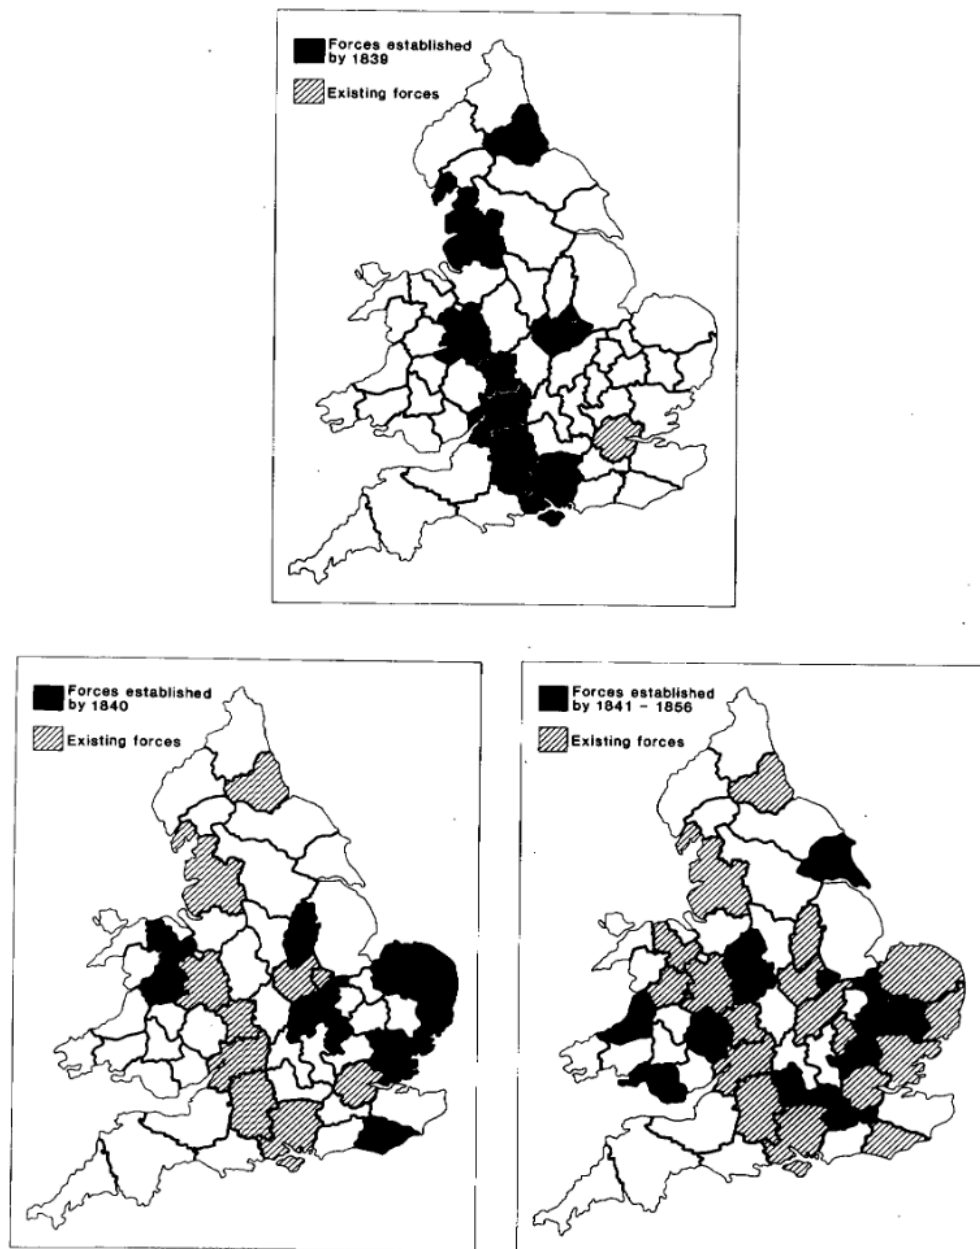 Forces established
by 1839
Existing forces
Forces established
by 1840
Existing forces
Forces established
by 1841 - 1856
Existing forces